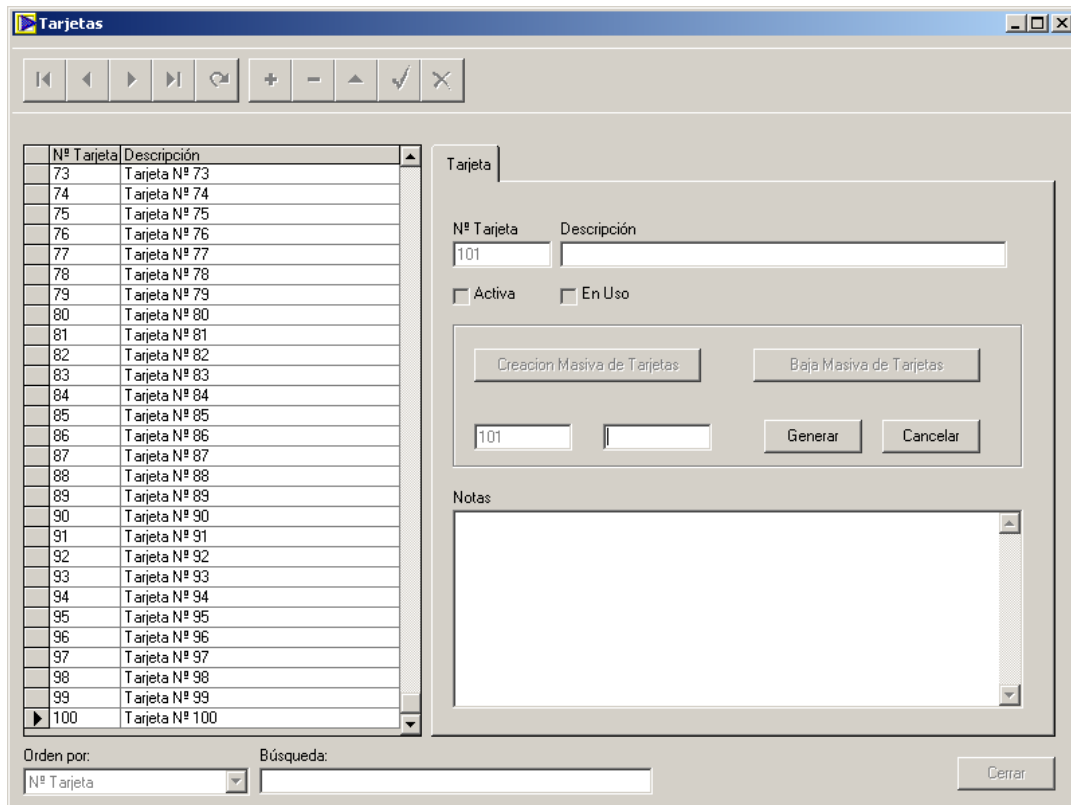 Tarjetas
Nº Tarjeta Descripción
73 Tarjeta Nº 73
74 Tarjeta Nº 74
75 Tarjeta Nº 75
76 Tarjeta Nº 76
77 Tarjeta Nº 77
78 Tarjeta Nº 78
79 Tarjeta Nº 79
80 Tarjeta Nº 80
81 Tarjeta Nº 81
82 Tarjeta Nº 82
83 Tarjeta Nº 83
84 Tarjeta Nº 84
85 Tarjeta Nº 85
86 Tarjeta Nº 86
87 Tarjeta Nº 87
88 Tarjeta Nº 88
89 Tarjeta Nº 89
90 Tarjeta Nº 90
91 Tarjeta Nº 91
92 Tarjeta Nº 92
93 Tarjeta Nº 93
94 Tarjeta Nº 94
95 Tarjeta Nº 95
96 Tarjeta Nº 96
97 Tarjeta Nº 97
98 Tarjeta Nº 98
99 Tarjeta Nº 99
100 Tarjeta Nº 100
Tarjeta
Nº Tarjeta Descripción
101
Activa En Uso
Creacion Masiva de Tarjetas Baja Masiva de Tarjetas
101 Generar Cancelar
Notas
Orden por: Búsqueda:
Nº Tarjeta
Cerrar